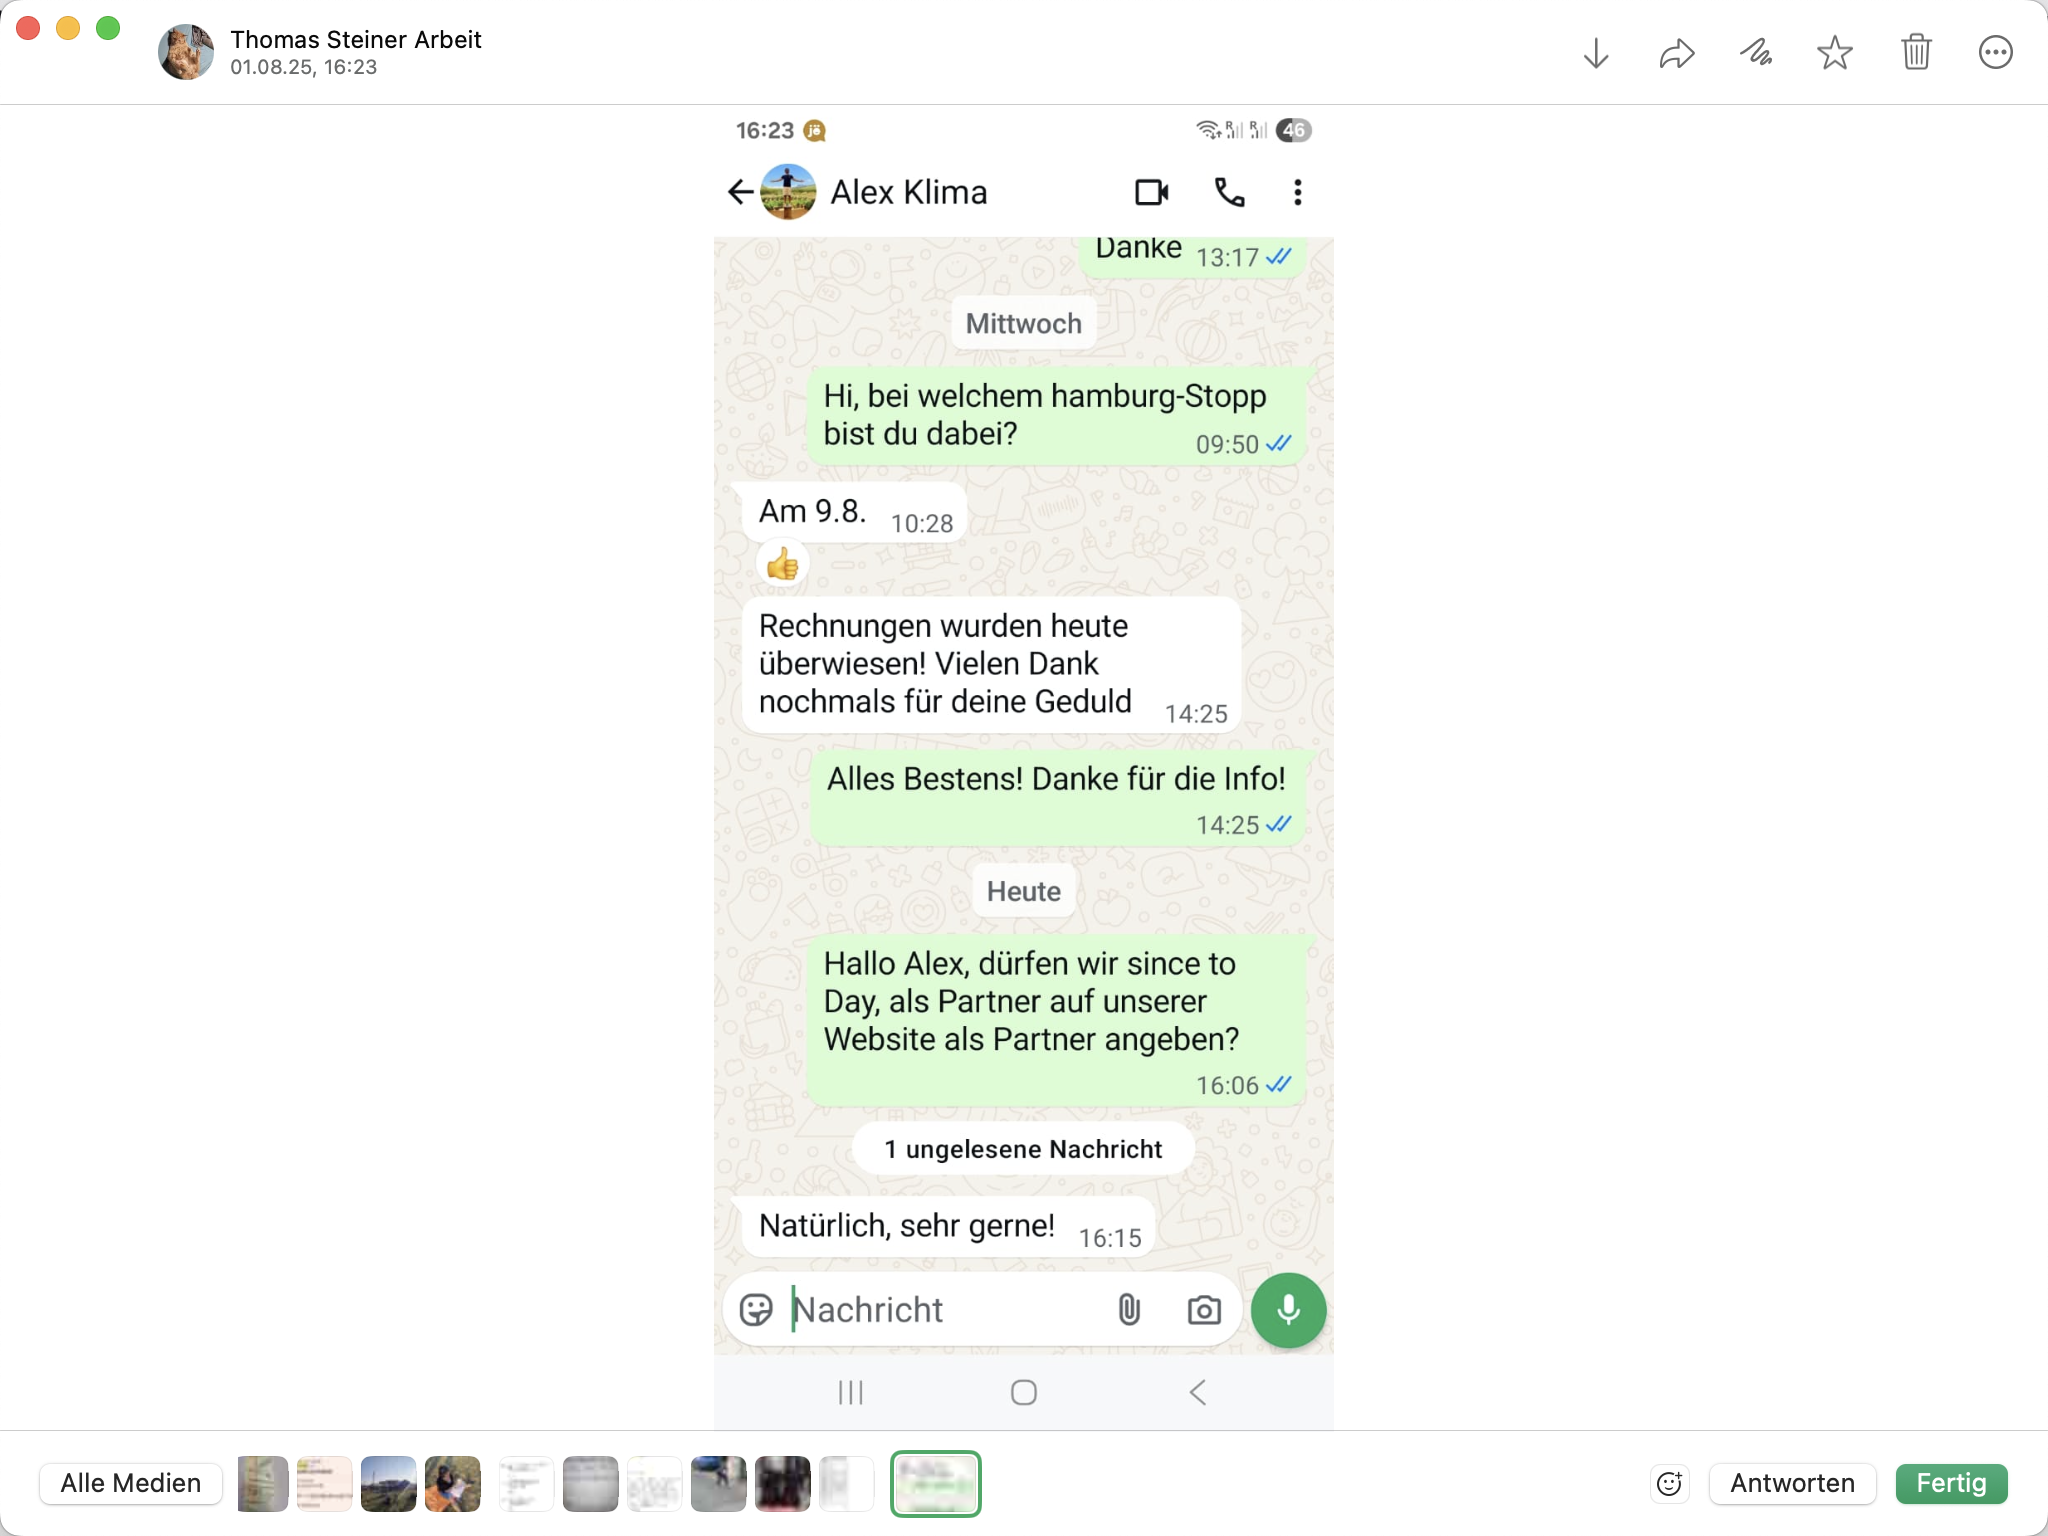 Thomas Steiner Arbeit
01.08.25, 16:23
16:23 jö
R R 46
Alex Klima
Danke 13:17
Mittwoch
Hi, bei welchem hamburg-Stopp
bist du dabei?
09:50
Am 9.8. 10:28
Rechnungen wurden heute
überwiesen! Vielen Dank
nochmals für deine Geduld 14:25
Alles Bestens! Danke für die Info!
14:25
Heute
Hallo Alex, dürfen wir since to
Day, als Partner auf unserer
Website als Partner angeben?
16:06
1 ungelesene Nachricht
Natürlich, sehr gerne! 16:15
Nachricht
Alle Medien
Antworten
Fertig